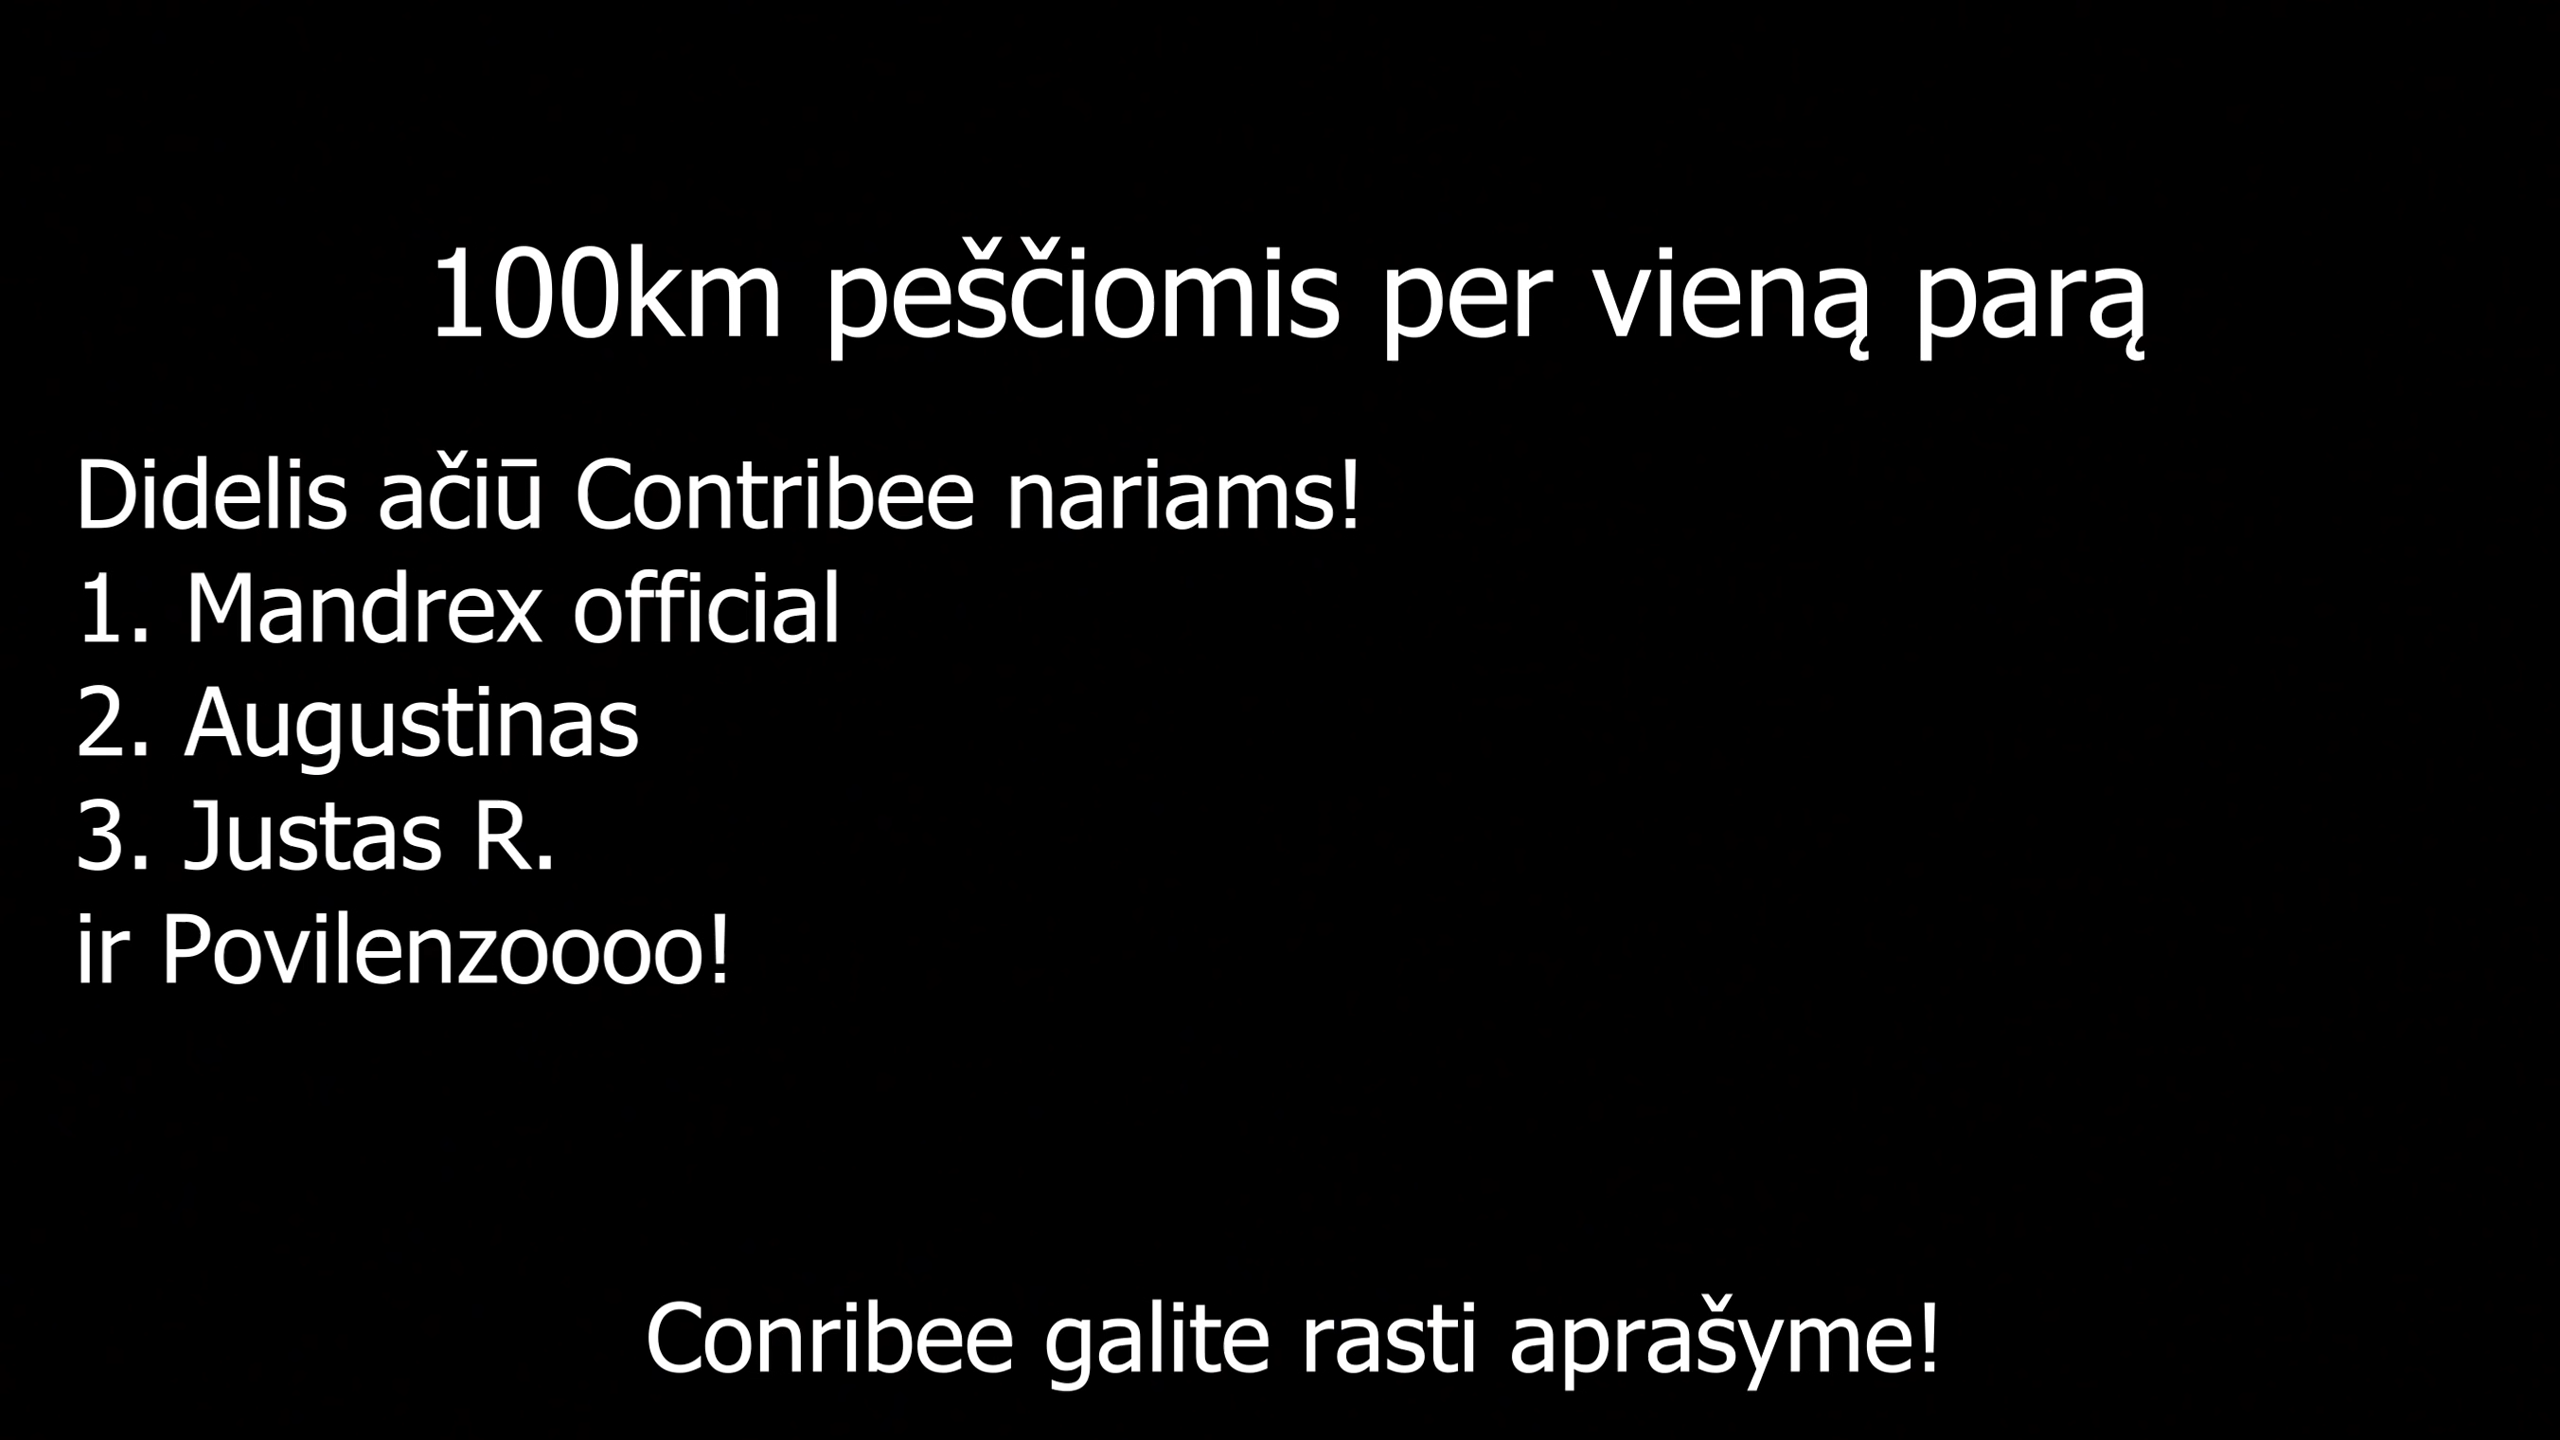 100km pеščiomis per vieną parą
Didelis ačiū Contribee nariams!
1. Mandrex official
2. Augustinas
3. Justas R.
ir Povilenzoooo!
Conribee galite rasti aprašyme!